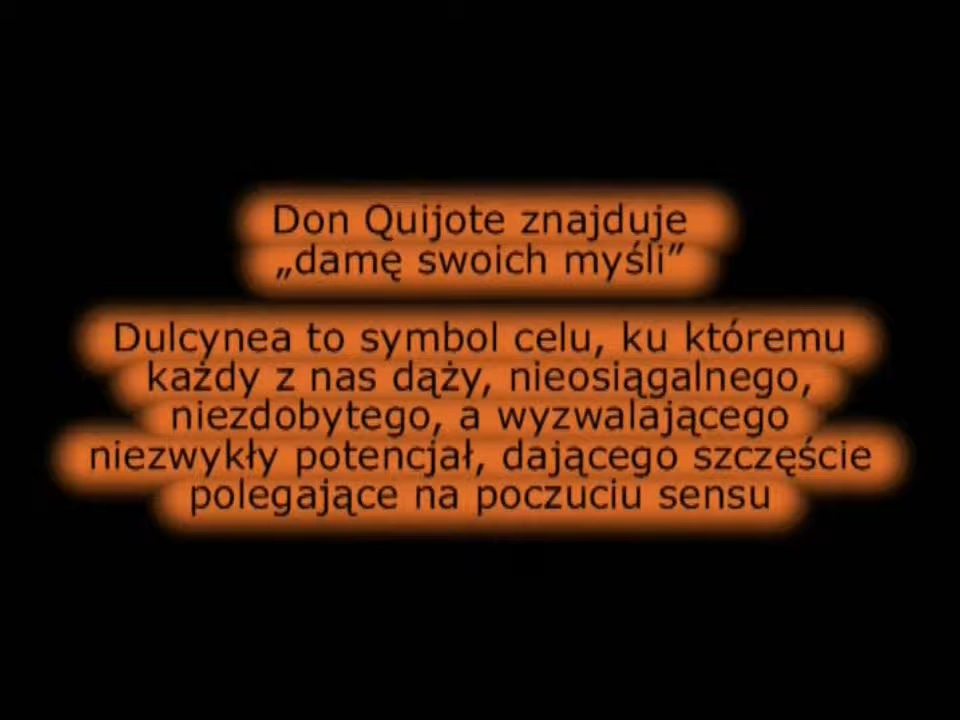 Don Quijote znajduje
„damę swoich myśli”
Dulcynea to symbol celu, ku któremu
każdy z nas dąży, nieosiągalnego,
niezdobytego, a wyzwalającego
niezwykły potencjał, dającego szczęście
polegające na poczuciu sensu